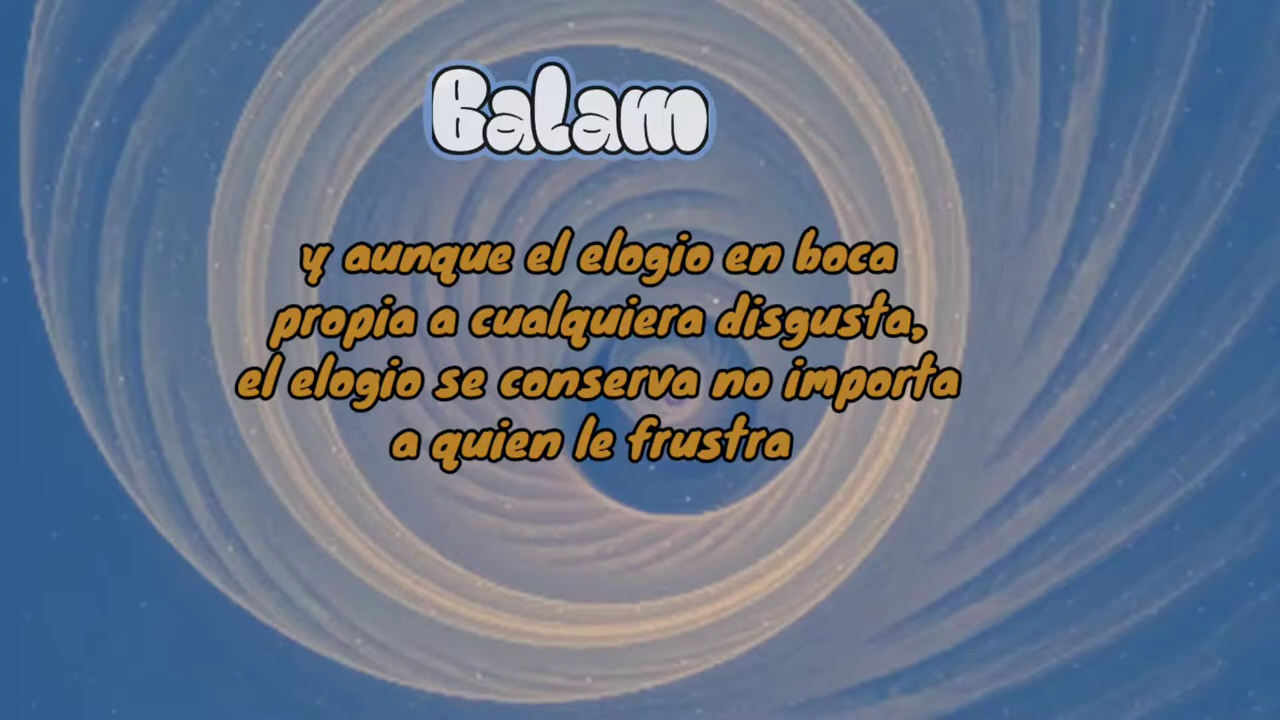 Balam
y aunque el elogio en boca
propia a cualquiera disgusta,
el elogio se conserva no importa
a quien le frustra